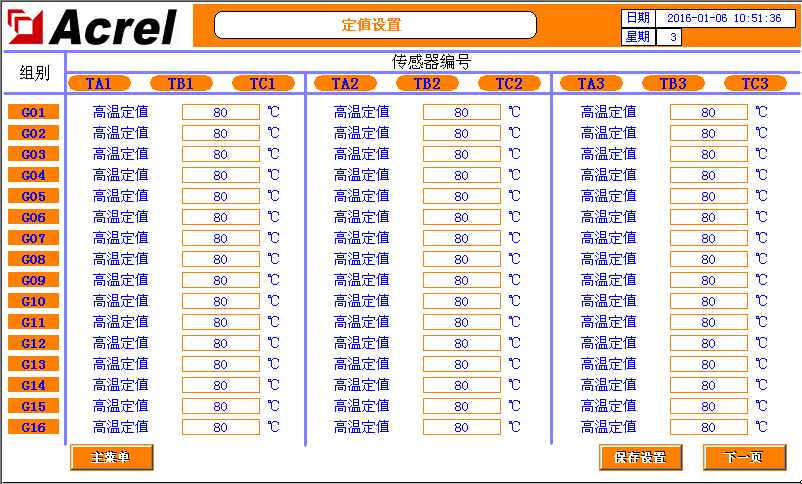 Acrel 定值设置 日期 2016-01-06 10:51:36
星期 3
组别 传感器编号
TA1 TB1 TC1 TA2 TB2 TC2 TA3 TB3 TC3
G01 高温定值 80 ℃ 高温定值 80 ℃ 高温定值 80 ℃
G02 高温定值 80 ℃ 高温定值 80 ℃ 高温定值 80 ℃
G03 高温定值 80 ℃ 高温定值 80 ℃ 高温定值 80 ℃
G04 高温定值 80 ℃ 高温定值 80 ℃ 高温定值 80 ℃
G05 高温定值 80 ℃ 高温定值 80 ℃ 高温定值 80 ℃
G06 高温定值 80 ℃ 高温定值 80 ℃ 高温定值 80 ℃
G07 高温定值 80 ℃ 高温定值 80 ℃ 高温定值 80 ℃
G08 高温定值 80 ℃ 高温定值 80 ℃ 高温定值 80 ℃
G09 高温定值 80 ℃ 高温定值 80 ℃ 高温定值 80 ℃
G10 高温定值 80 ℃ 高温定值 80 ℃ 高温定值 80 ℃
G11 高温定值 80 ℃ 高温定值 80 ℃ 高温定值 80 ℃
G12 高温定值 80 ℃ 高温定值 80 ℃ 高温定值 80 ℃
G13 高温定值 80 ℃ 高温定值 80 ℃ 高温定值 80 ℃
G14 高温定值 80 ℃ 高温定值 80 ℃ 高温定值 80 ℃
G15 高温定值 80 ℃ 高温定值 80 ℃ 高温定值 80 ℃
G16 高温定值 80 ℃ 高温定值 80 ℃ 高温定值 80 ℃
主菜单 保存设置 下一页